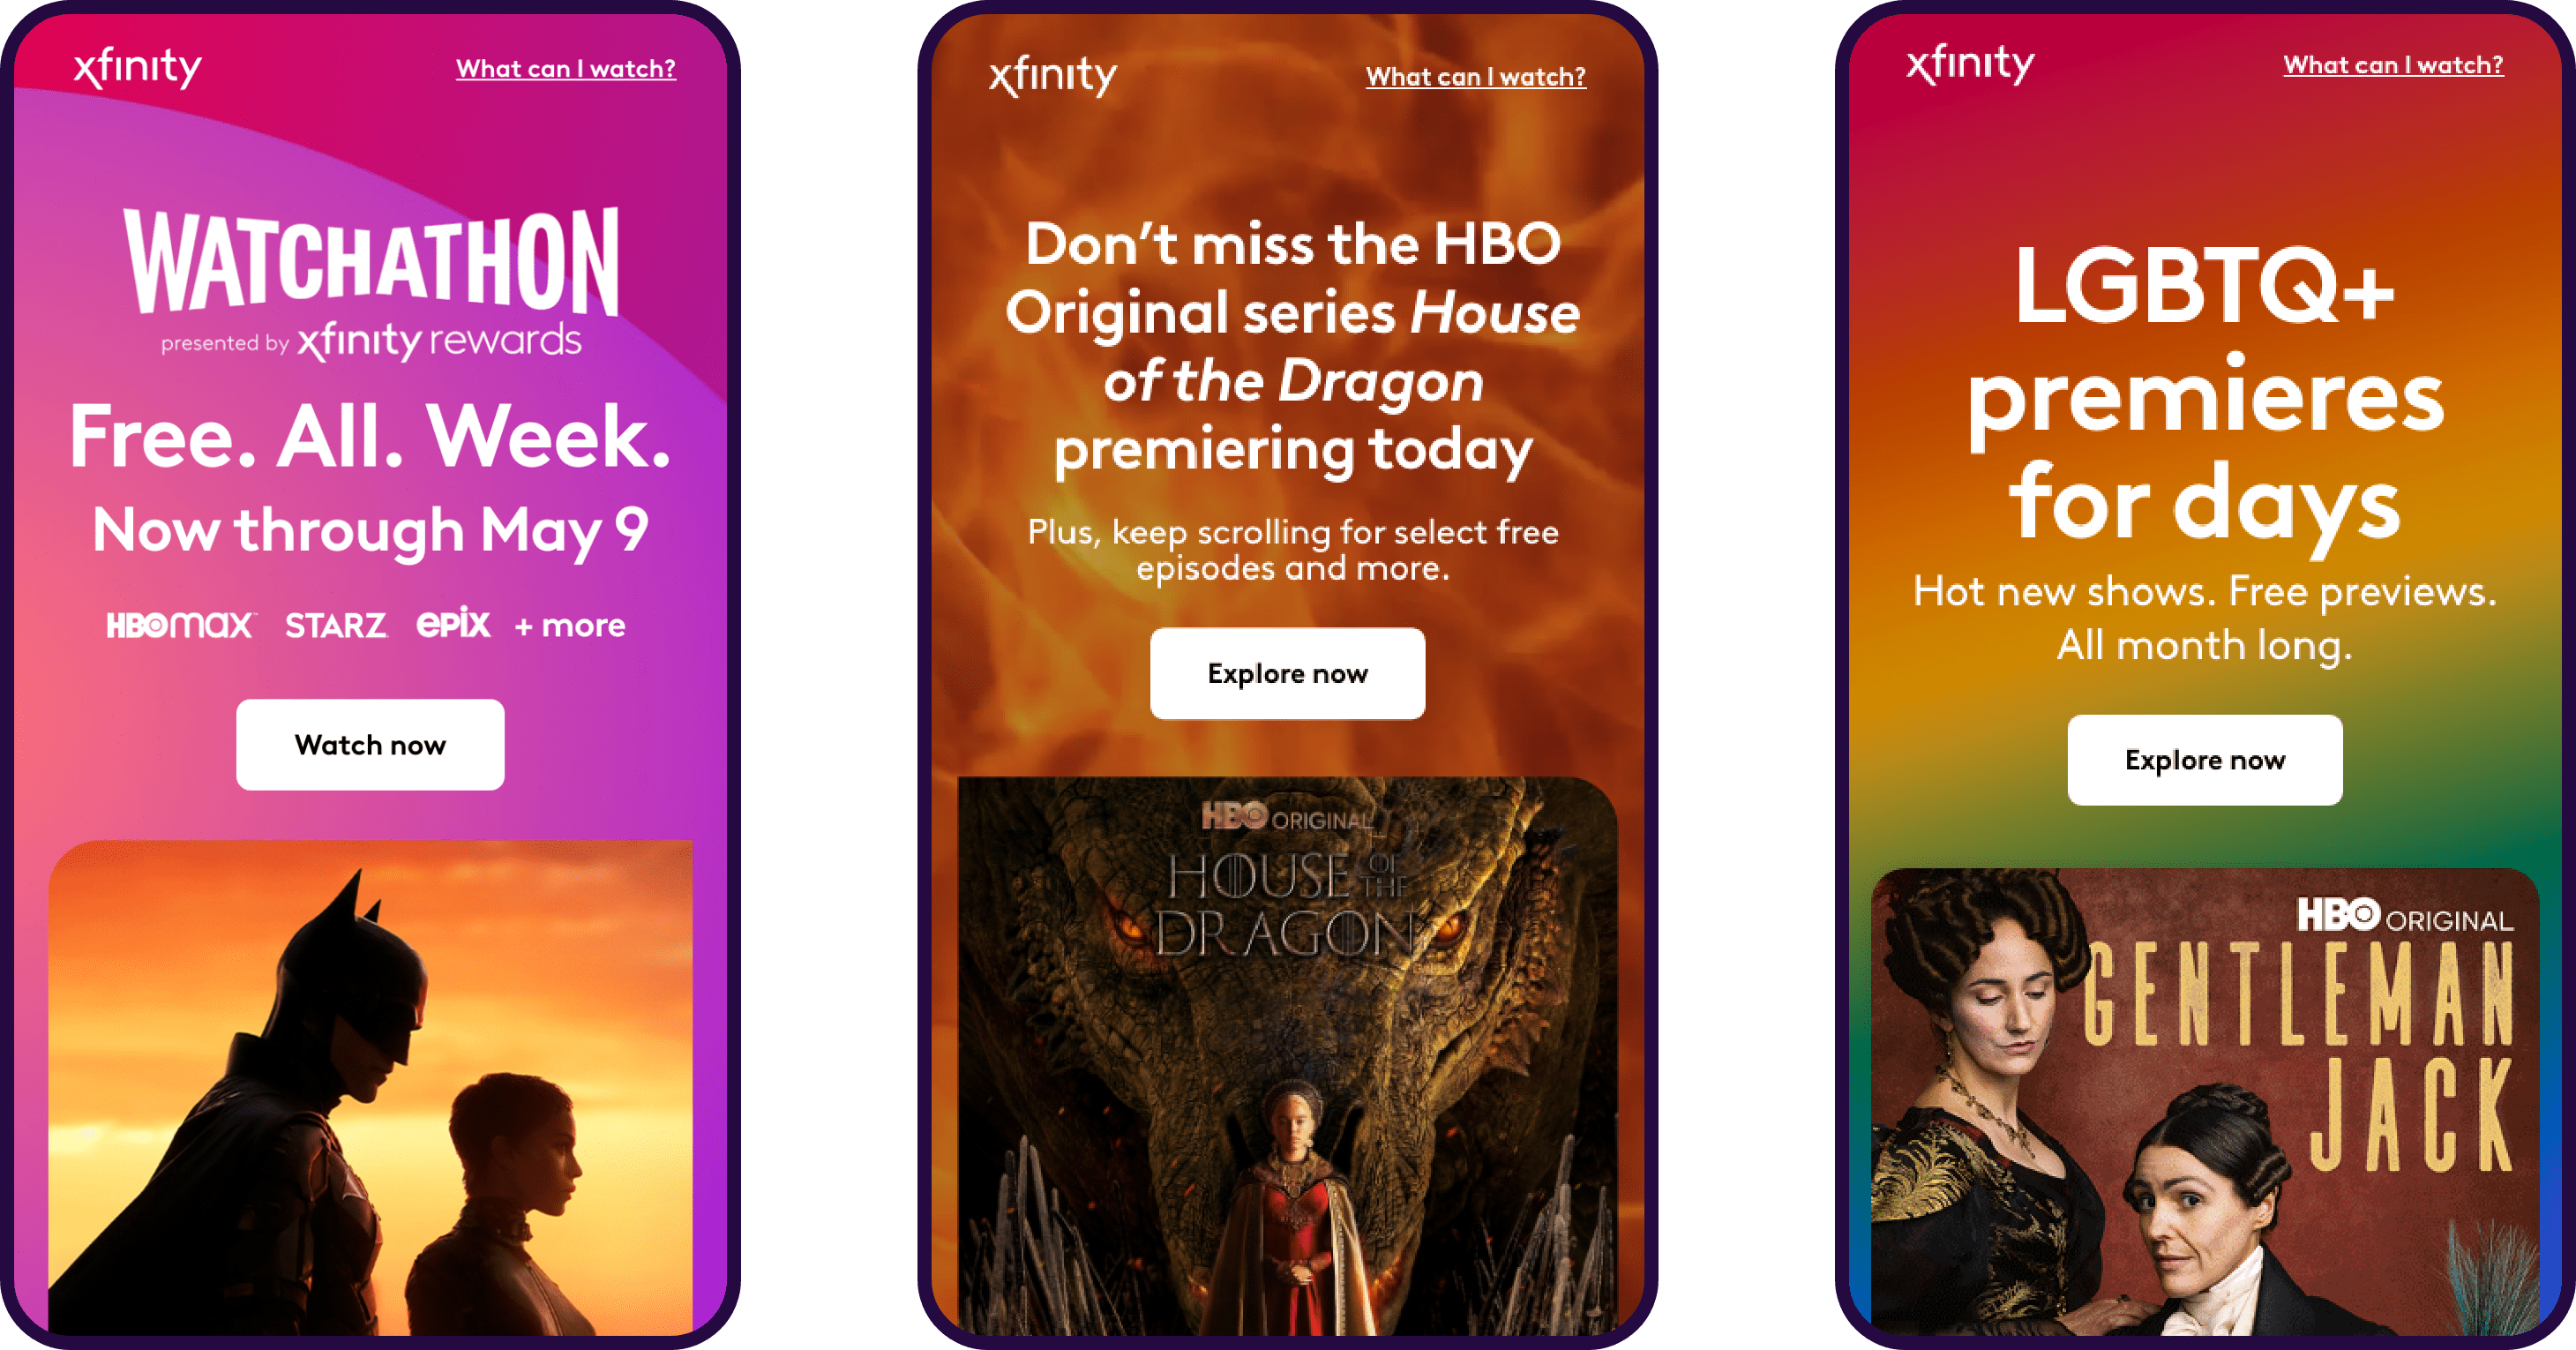 xfinity
What can I watch?
WATCHATHON
presented by xfinity rewards
Free. All. Week.
Now through May 9
HBOmax™ STARZ epix + more
Watch now
xfinity
What can I watch?
Don’t miss the HBO
Original series House
of the Dragon
premiering today
Plus, keep scrolling for select free
episodes and more.
Explore now
HBO ORIGINAL
HOUSE OF THE
DRAGON
xfinity
What can I watch?
LGBTQ+
premieres
for days
Hot new shows. Free previews.
All month long.
Explore now
HBO ORIGINAL
GENTLEMAN
JACK